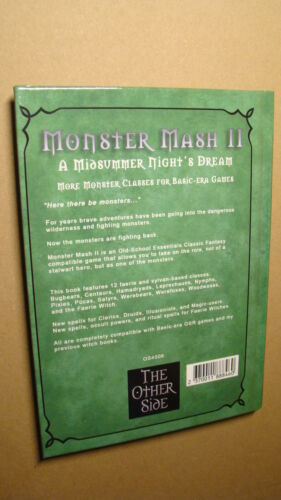 Monster Mash II
A Midsummer Night's Dream
More Monster Classes for Basic-era Games
"Here there be monsters..."
For years brave adventures have been going into the dangerous
wilderness and fighting monsters.
Now the monsters are fighting back.
Monster Mash II is an Old-School Essentials Classic Fantasy
compatible game that allows you to take on the role, not of a
stalwart hero, but as one of the monsters.
This book features 12 faerie and sylvan-based classes.
Bugbears, Centaurs, Hamadryads, Leprechauns, Nymphs,
Pixies, Pucas, Satyrs, Werebears, Werefoxes, Woodwoses,
and the Faerie Witch.
New spells for Clerics, Druids, Illusionists, and Magic-users.
New spells, occult powers, and ritual spells for Faerie Witches
All are completely compatible with Basic-era OSR games and my
previous witch books.
OS4508
The
Other
Side